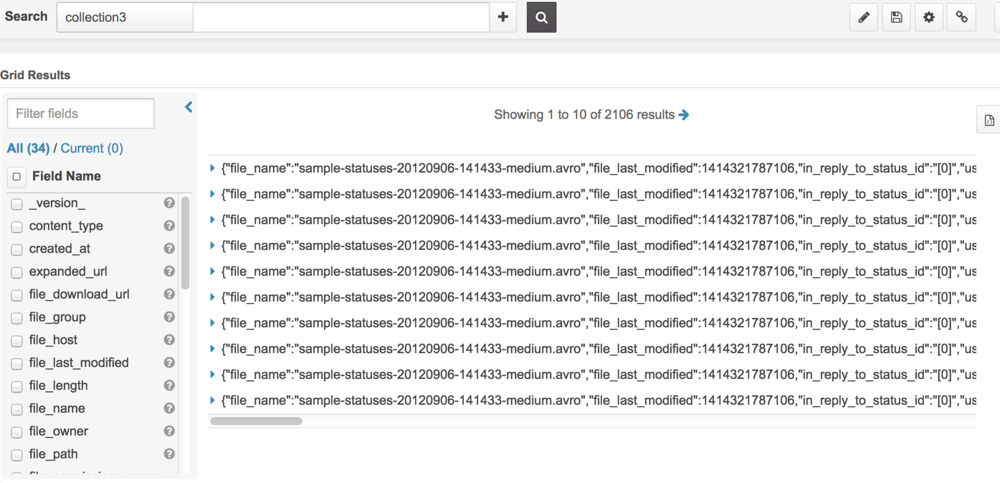 Search collection3
Grid Results
Filter fields
Showing 1 to 10 of 2106 results
All (34) / Current (0)
Field Name
_version_
content_type
created_at
expanded_url
file_download_url
file_group
file_host
file_last_modified
file_length
file_name
file_owner
file_path
{"file_name":"sample-statuses-20120906-141433-medium.avro","file_last_modified":1414321787106,"in_reply_to_status_id":"[0]","us
{"file_name":"sample-statuses-20120906-141433-medium.avro","file_last_modified":1414321787106,"in_reply_to_status_id":"[0]","us
{"file_name":"sample-statuses-20120906-141433-medium.avro","file_last_modified":1414321787106,"in_reply_to_status_id":"[0]","us
{"file_name":"sample-statuses-20120906-141433-medium.avro","file_last_modified":1414321787106,"in_reply_to_status_id":"[0]","us
{"file_name":"sample-statuses-20120906-141433-medium.avro","file_last_modified":1414321787106,"in_reply_to_status_id":"[0]","us
{"file_name":"sample-statuses-20120906-141433-medium.avro","file_last_modified":1414321787106,"in_reply_to_status_id":"[0]","us
{"file_name":"sample-statuses-20120906-141433-medium.avro","file_last_modified":1414321787106,"in_reply_to_status_id":"[0]","us
{"file_name":"sample-statuses-20120906-141433-medium.avro","file_last_modified":1414321787106,"in_reply_to_status_id":"[0]","us
{"file_name":"sample-statuses-20120906-141433-medium.avro","file_last_modified":1414321787106,"in_reply_to_status_id":"[0]","us
{"file_name":"sample-statuses-20120906-141433-medium.avro","file_last_modified":1414321787106,"in_reply_to_status_id":"[0]","us